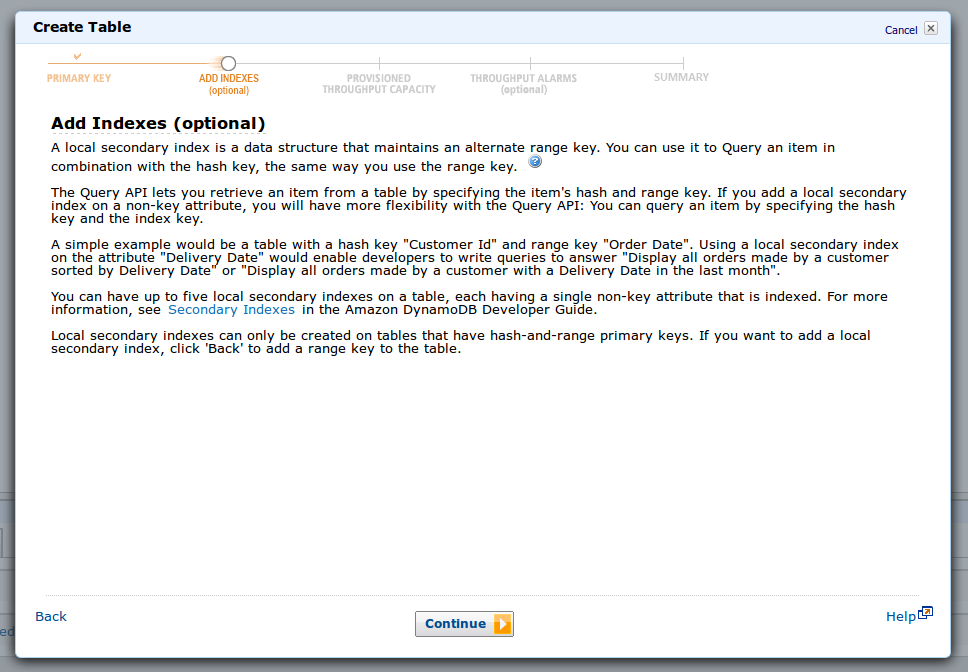 Create Table
Cancel
PRIMARY KEY
ADD INDEXES
(optional)
PROVISIONED
THROUGHPUT CAPACITY
THROUGHPUT ALARMS
(optional)
SUMMARY
Add Indexes (optional)
A local secondary index is a data structure that maintains an alternate range key. You can use it to Query an item in
combination with the hash key, the same way you use the range key.
The Query API lets you retrieve an item from a table by specifying the item's hash and range key. If you add a local secondary
index on a non-key attribute, you will have more flexibility with the Query API: You can query an item by specifying the hash
key and the index key.
A simple example would be a table with a hash key "Customer Id" and range key "Order Date". Using a local secondary index
on the attribute "Delivery Date" would enable developers to write queries to answer "Display all orders made by a customer
sorted by Delivery Date" or "Display all orders made by a customer with a Delivery Date in the last month".
You can have up to five local secondary indexes on a table, each having a single non-key attribute that is indexed. For more
information, see Secondary Indexes in the Amazon DynamoDB Developer Guide.
Local secondary indexes can only be created on tables that have hash-and-range primary keys. If you want to add a local
secondary index, click 'Back' to add a range key to the table.
Back
Continue
Help